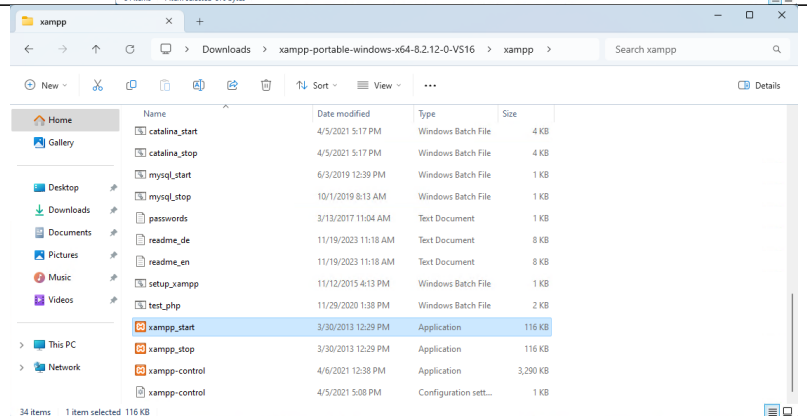 xampp
Downloads > xampp-portable-windows-x64-8.2.12-0-VS16 > xampp >
Search xampp
New
Sort
View
Details
Home
Gallery
Desktop
Downloads
Documents
Pictures
Music
Videos
This PC
Network
Name Date modified Type Size
catalina_start 4/5/2021 5:17 PM Windows Batch File 4 KB
catalina_stop 4/5/2021 5:17 PM Windows Batch File 4 KB
mysql_start 6/3/2019 12:39 PM Windows Batch File 1 KB
mysql_stop 10/1/2019 8:13 AM Windows Batch File 1 KB
passwords 3/13/2017 11:04 AM Text Document 1 KB
readme_de 11/19/2023 11:18 AM Text Document 8 KB
readme_en 11/19/2023 11:18 AM Text Document 8 KB
setup_xampp 11/12/2015 4:13 PM Windows Batch File 1 KB
test_php 11/29/2020 1:38 PM Windows Batch File 2 KB
xampp_start 3/30/2013 12:29 PM Application 116 KB
xampp_stop 3/30/2013 12:29 PM Application 116 KB
xampp-control 4/6/2021 12:38 PM Application 3,290 KB
xampp-control 4/5/2021 5:08 PM Configuration sett... 1 KB
34 items 1 item selected 116 KB